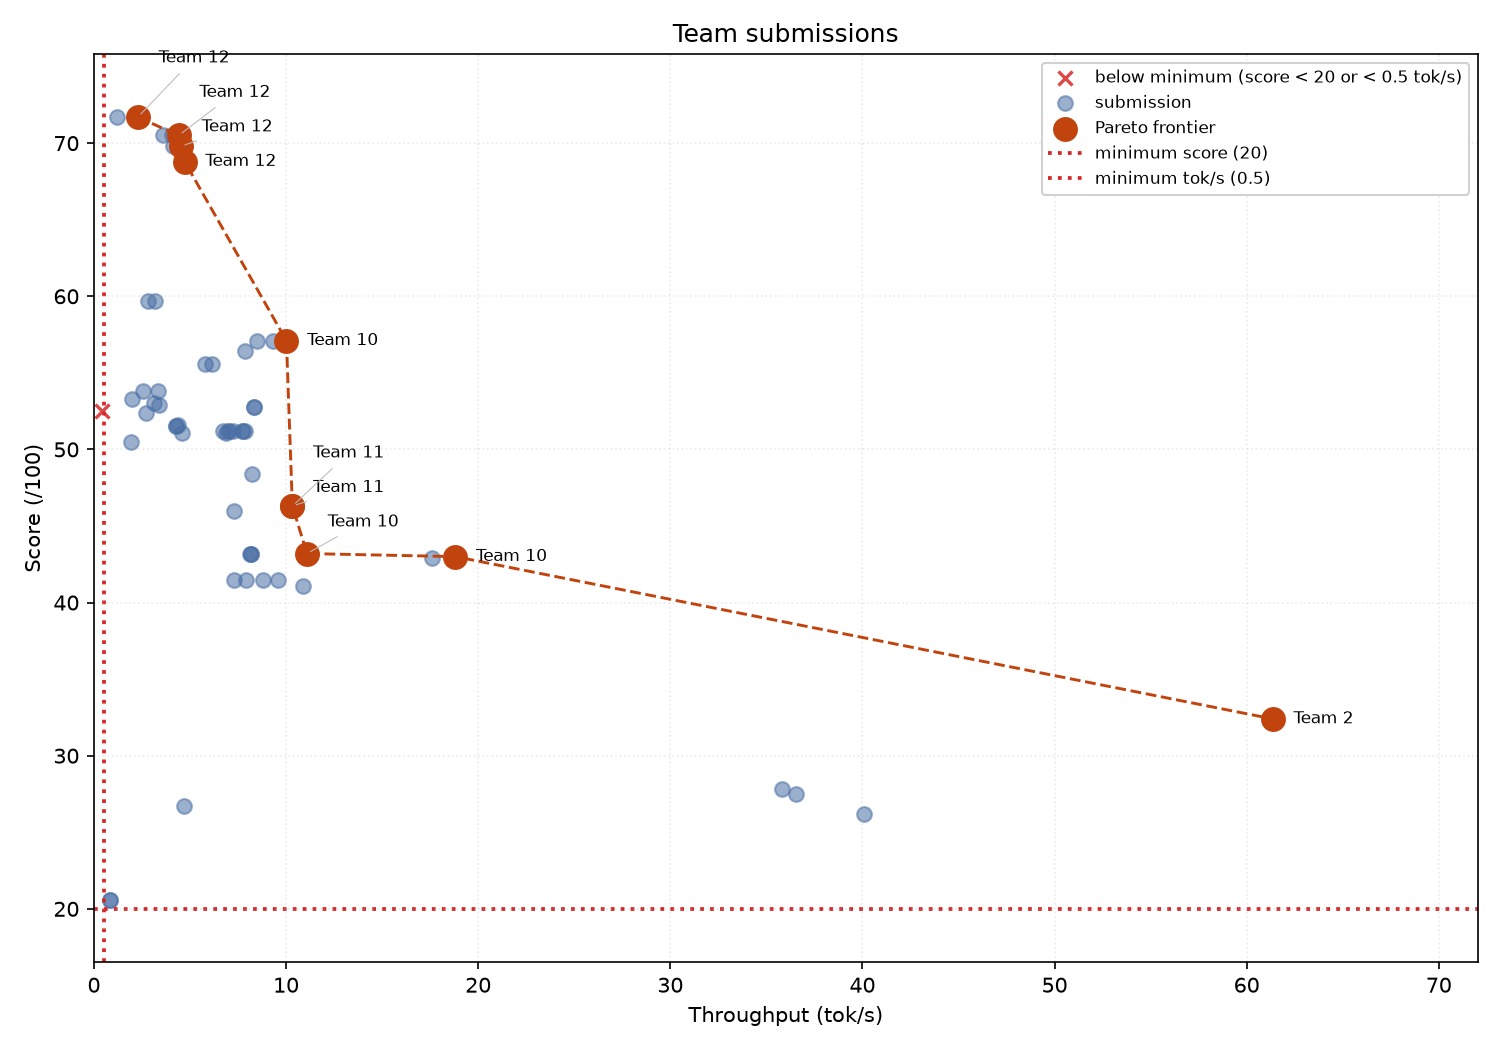 Team submissions
Team 12
Team 12
Team 12
Team 12
Team 10
Team 11
Team 11
Team 10
Team 10
Team 2
below minimum (score < 20 or < 0.5 tok/s)
submission
Pareto frontier
minimum score (20)
minimum tok/s (0.5)
Score (/100)
70
60
50
40
30
20
0
10
20
30
40
50
60
70
Throughput (tok/s)